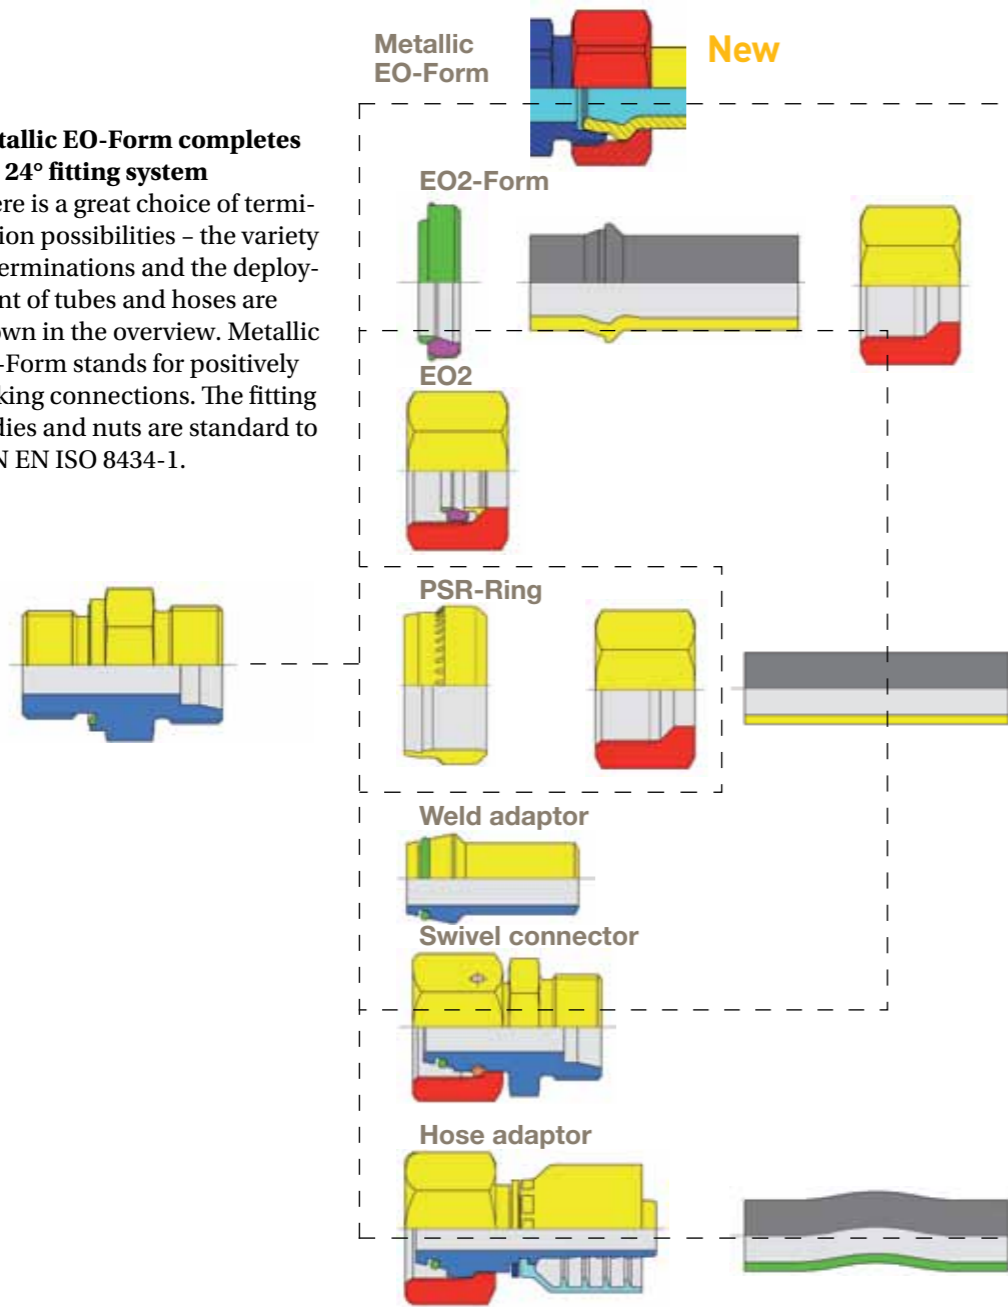 tallic EO-Form completes
24° fitting system
ere is a great choice of termi-
ion possibilities – the variety
erminations and the deploy-
nt of tubes and hoses are
own in the overview. Metallic
-Form stands for positively
king connections. The fitting
dies and nuts are standard to
N EN ISO 8434-1.
Metallic
EO-Form
New
EO2-Form
EO2
PSR-Ring
Weld adaptor
Swivel connector
Hose adaptor